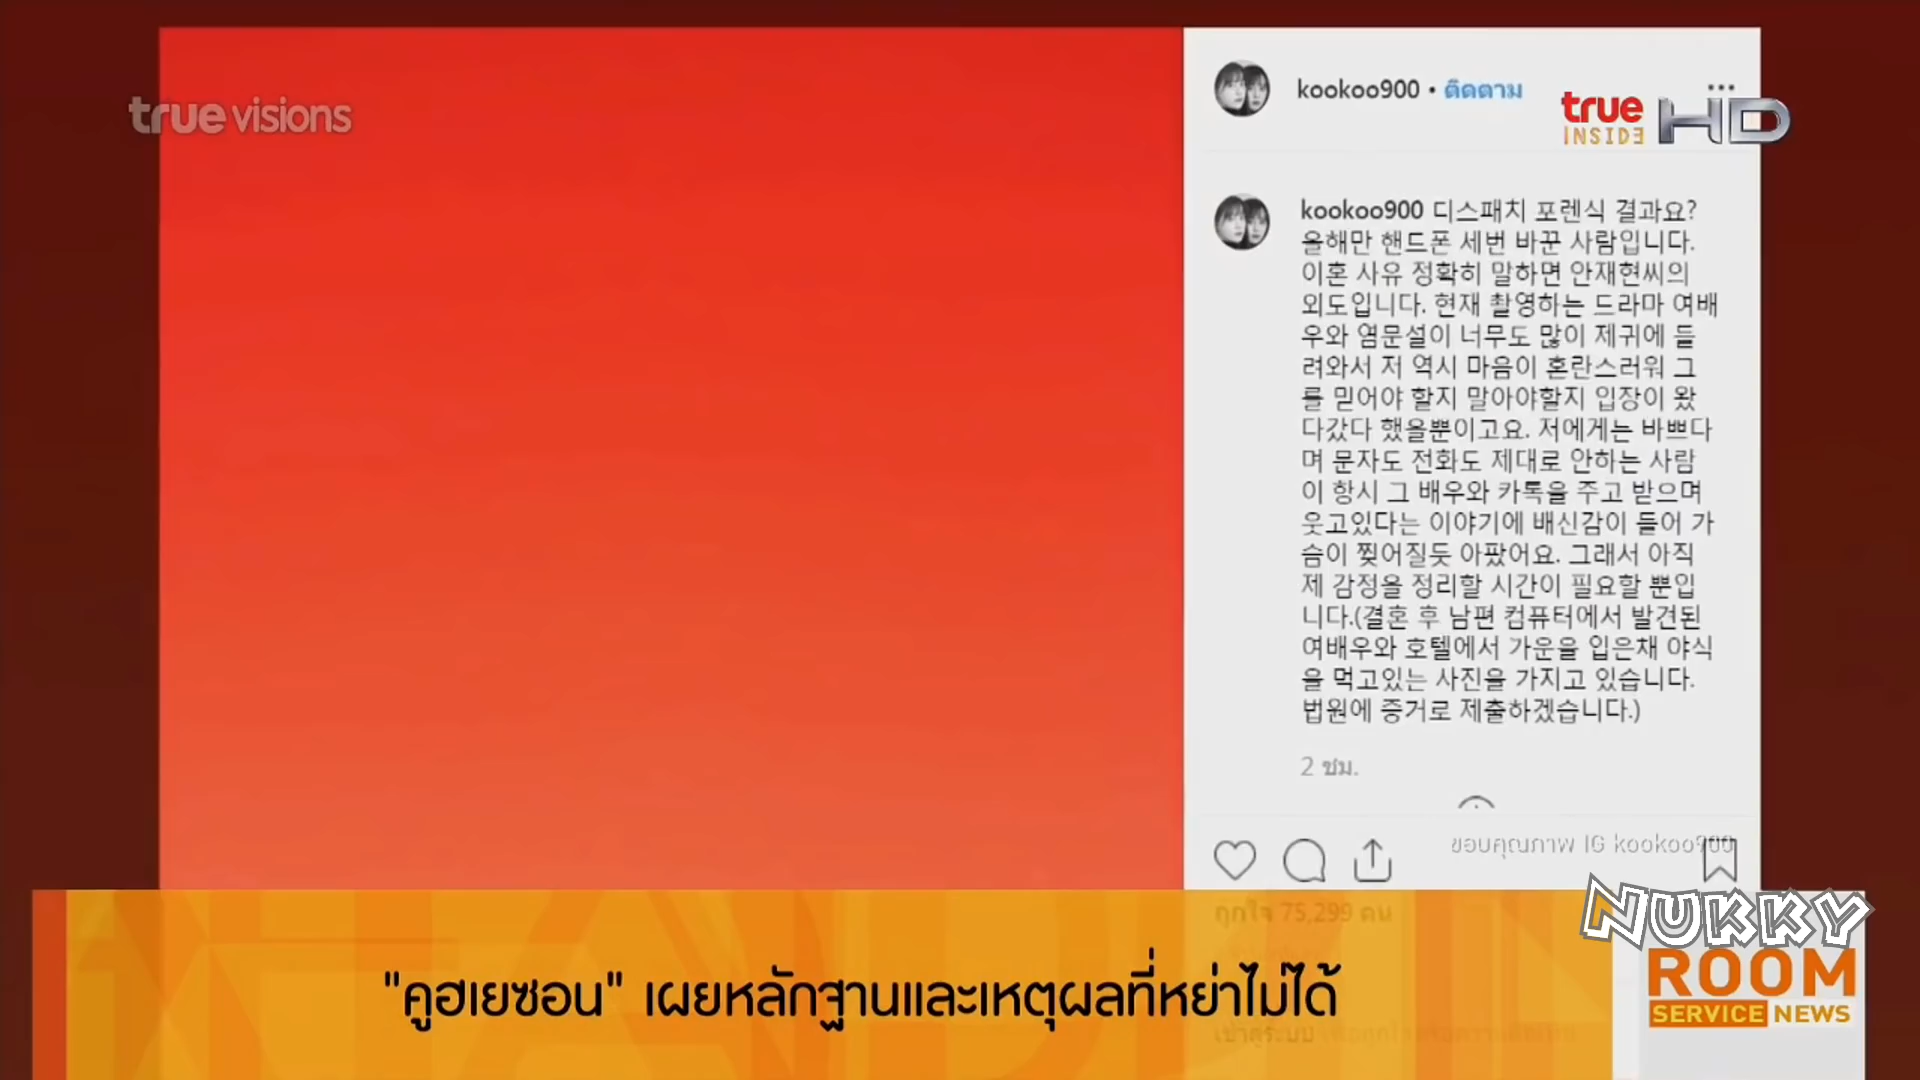 true visions
kookoo900 • ติดตาม
true
INSIDE
HD
kookoo900 디스패치 포렌식 결과요?
올해만 핸드폰 세번 바꾼 사람입니다.
이혼 사유 정확히 말하면 안재현씨의
외도입니다. 현재 촬영하는 드라마 여배
우와 염문설이 너무도 많이 제귀에 들
려와서 저 역시 마음이 혼란스러워 그
를 믿어야 할지 말아야할지 입장이 왔
다갔다 했을뿐이고요. 저에게는 바쁘다
며 문자도 전화도 제대로 안하는 사람
이 항시 그 배우와 카톡을 주고 받으며
웃고있다는 이야기에 배신감이 들어 가
슴이 찢어질듯 아팠어요. 그래서 아직
제 감정을 정리할 시간이 필요할 뿐입
니다.(결혼 후 남편 컴퓨터에서 발견된
여배우와 호텔에서 가운을 입은채 야식
을 먹고있는 사진을 가지고 있습니다.
법원에 증거로 제출하겠습니다.)
2 ชม.
ขอบคุณภาพ IG kookoo900
ถูกใจ 75,299 คน
"คูฮเยซอน" เผยหลักฐานและเหตุผลที่หย่าไม่ได้
NUKKY
ROOM
SERVICE NEWS